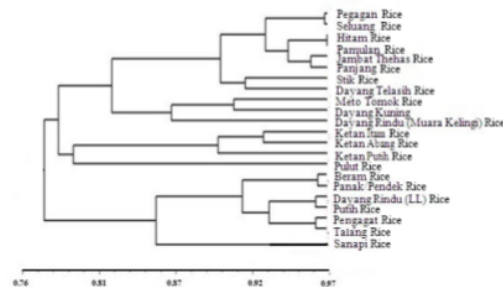 Pegagan Rice
Seluang Rice
Hitam Rice
Pamulan Rice
Jambat Thehas Rice
Panjang Rice
Stik Rice
Dayang Telasih Rice
Meto Tomok Rice
Dayang Kuning
Dayang Rindu (Muara Kelingi) Rice
Ketan Itam Rice
Ketan Abang Rice
Ketan Putih Rice
Pulut Rice
Beram Rice
Panak Pendek Rice
Dayang Rindu (LL) Rice
Putih Rice
Pengagat Rice
Talang Rice
Sanapi Rice
0.76 0.81 0.87 0.92 0.97